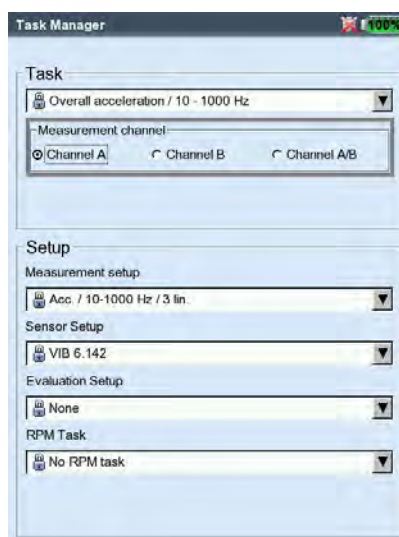 Task Manager
100%
Task
Overall acceleration / 10 - 1000 Hz
Measurement channel
Channel A
Channel B
Channel A/B
Setup
Measurement setup
Acc. / 10-1000 Hz / 3 lin.
Sensor Setup
VIB 6.142
Evaluation Setup
None
RPM Task
No RPM task